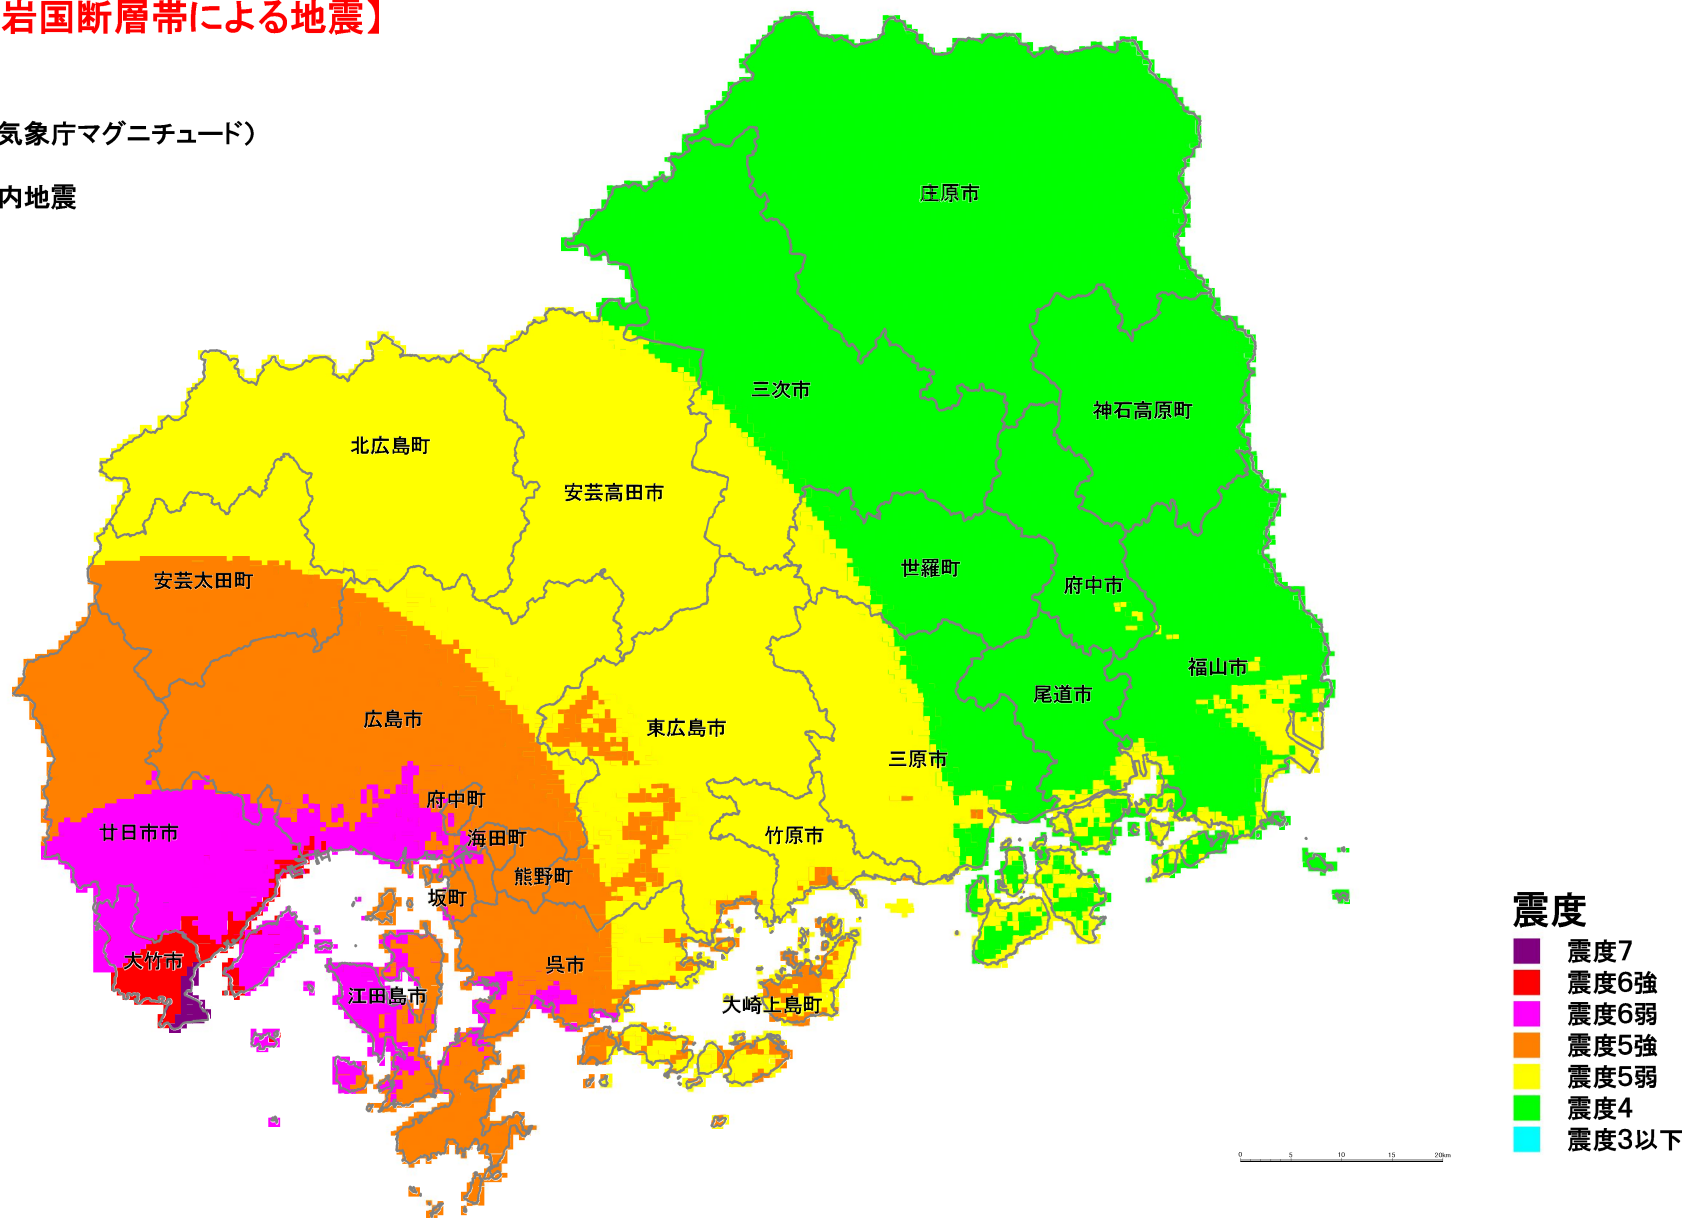 岩国断層帯による地震】
気象庁マグニチュード）
内地震
庄原市
三次市
神石高原町
北広島町
安芸高田市
世羅町
府中市
安芸太田町
福山市
尾道市
広島市
東広島市
三原市
府中町
廿日市市
海田町
竹原市
熊野町
坂町
大竹市
呉市
江田島市
大崎上島町
震度
震度7
震度6強
震度6弱
震度5強
震度5弱
震度4
震度3以下
0 5 10 15 20km